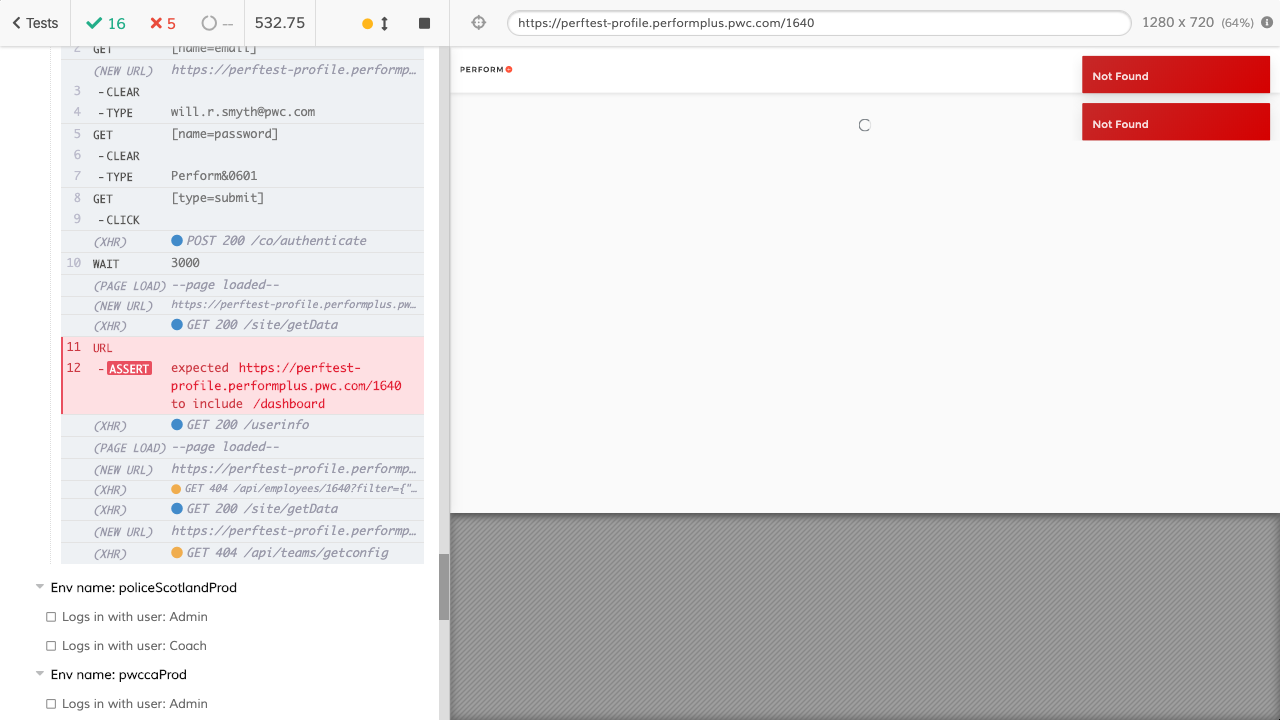 Tests 16 5 -- 532.75 https://perftest-profile.performplus.pwc.com/1640 1280 x 720 (64%)
2 GET [name=email]
(NEW URL) https://perftest-profile.performp…
3 -CLEAR
4 -TYPE will.r.smyth@pwc.com
5 GET [name=password]
6 -CLEAR
7 -TYPE Perform&0601
8 GET [type=submit]
9 -CLICK
(XHR) POST 200 /co/authenticate
10 WAIT 3000
(PAGE LOAD) --page loaded--
(NEW URL) https://perftest-profile.performplus.pw…
(XHR) GET 200 /site/getData
11 URL
12 -ASSERT expected https://perftest-
profile.performplus.pwc.com/1640
to include /dashboard
(XHR) GET 200 /userinfo
(PAGE LOAD) --page loaded--
(NEW URL) https://perftest-profile.performp…
(XHR) GET 404 /api/employees/1640?filter={"…
(XHR) GET 200 /site/getData
(NEW URL) https://perftest-profile.performp…
(XHR) GET 404 /api/teams/getconfig
Env name: policeScotlandProd
Logs in with user: Admin
Logs in with user: Coach
Env name: pwccaProd
Logs in with user: Admin
PERFORM
Not Found
Not Found